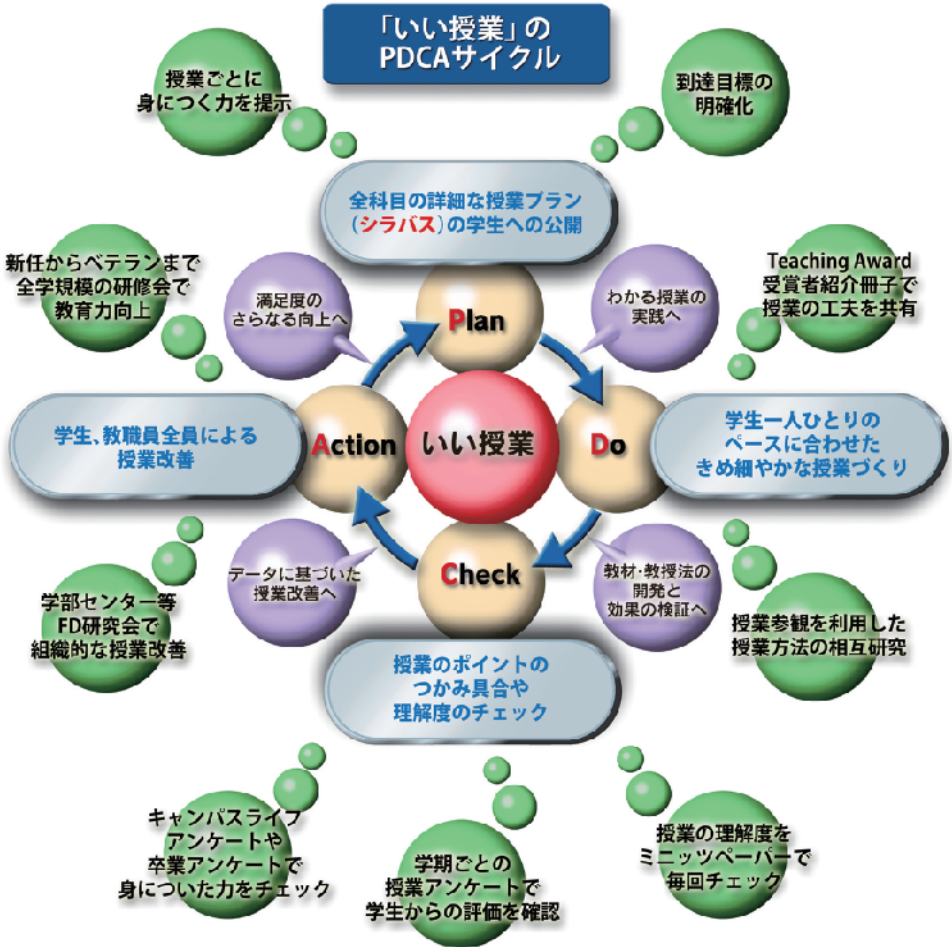 「いい授業」の
PDCAサイクル
授業ごとに
身につく力を提示
到達目標の
明確化
全科目の詳細な授業プラン
(シラバス)の学生への公開
新任からベテランまで
全学規模の研修会で
教育力向上
満足度の
さらなる向上へ
Plan
わかる授業の
実践へ
Teaching Award
受賞者紹介冊子で
授業の工夫を共有
学生、教職員全員による
授業改善
Action
いい授業
Do
学生一人ひとりの
ペースに合わせた
きめ細やかな授業づくり
データに基づいた
授業改善へ
Check
教材・教授法の
開発と
効果の検証へ
学部センター等
FD研究会で
組織的な授業改善
授業参観を利用した
授業方法の相互研究
授業のポイントの
つかみ具合や
理解度のチェック
キャンパスライフ
アンケートや
卒業アンケートで
身についた力をチェック
学期ごとの
授業アンケートで
学生からの評価を確認
授業の理解度を
ミニッツペーパーで
毎回チェック